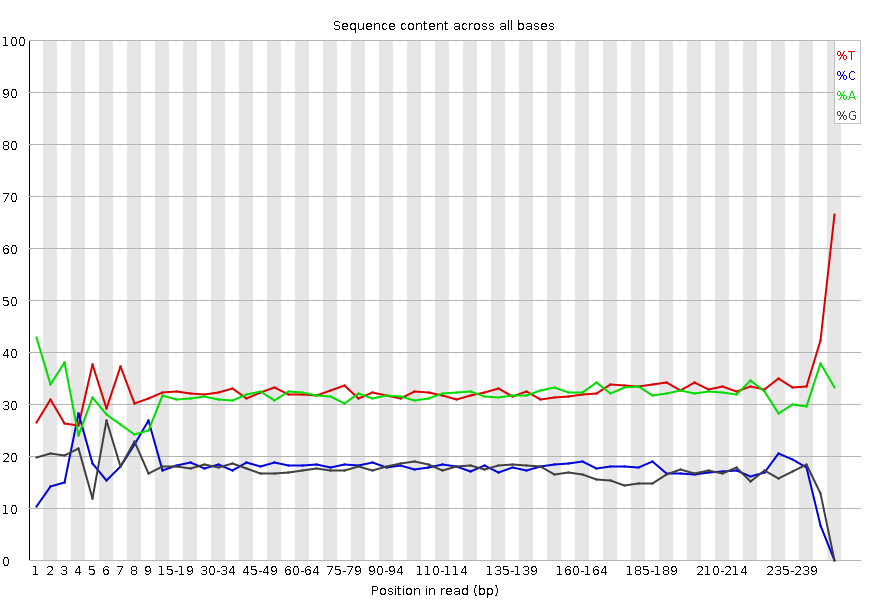 Sequence content across all bases
100
90
80
70
60
50
40
30
20
10
0
%T
%C
%A
%G
1 2 3 4 5 6 7 8 9 15-19 30-34 45-49 60-64 75-79 90-94 110-114 135-139 160-164 185-189 210-214 235-239
Position in read (bp)